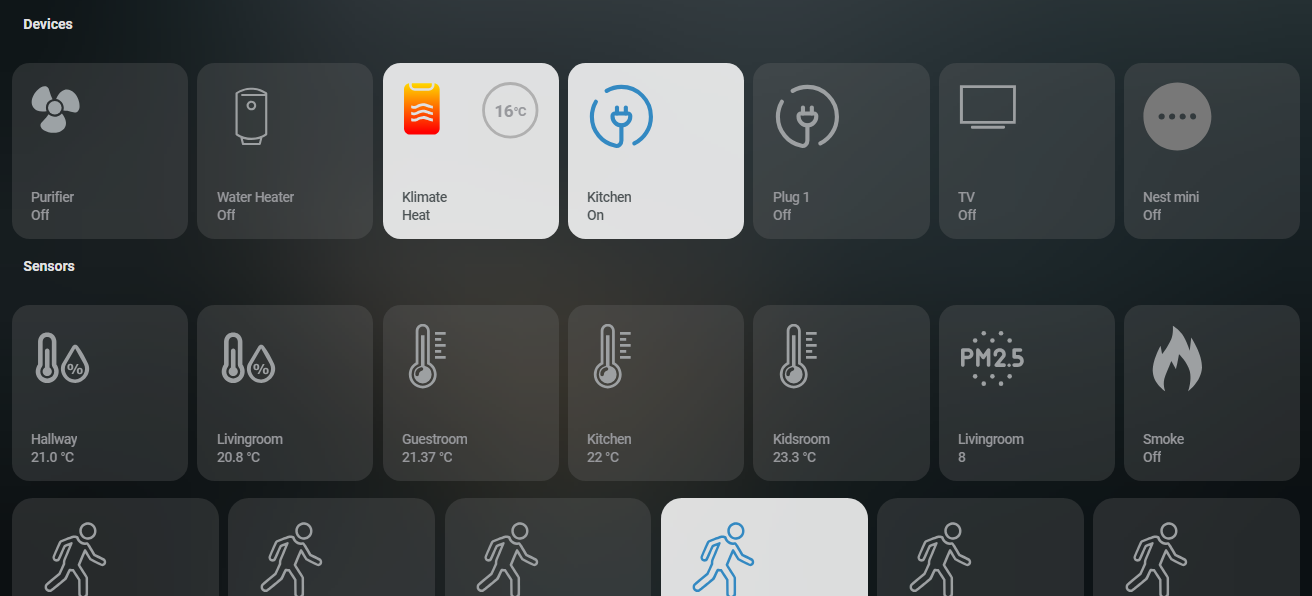 Devices
16°C
Purifier
Off
Water Heater
Off
Klimate
Heat
Kitchen
On
Plug 1
Off
TV
Off
Nest mini
Off
Sensors
%
%
PM2.5
Hallway
21.0 °C
Livingroom
20.8 °C
Guestroom
21.37 °C
Kitchen
22 °C
Kidsroom
23.3 °C
Livingroom
8
Smoke
Off